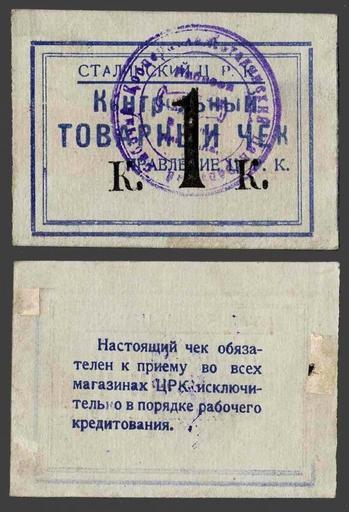 СТАЛИНСКИЙ Ц. Р. К.
Контрольный
ТОВАРНЫЙ ЧЕК
ПРАВЛЕНИЕ Ц. Р. К.
К. 1 К.
Настоящий чек обяза-
телен к приему во всех
магазинах ЦРК исключи-
тельно в порядке рабочего
кредитования.